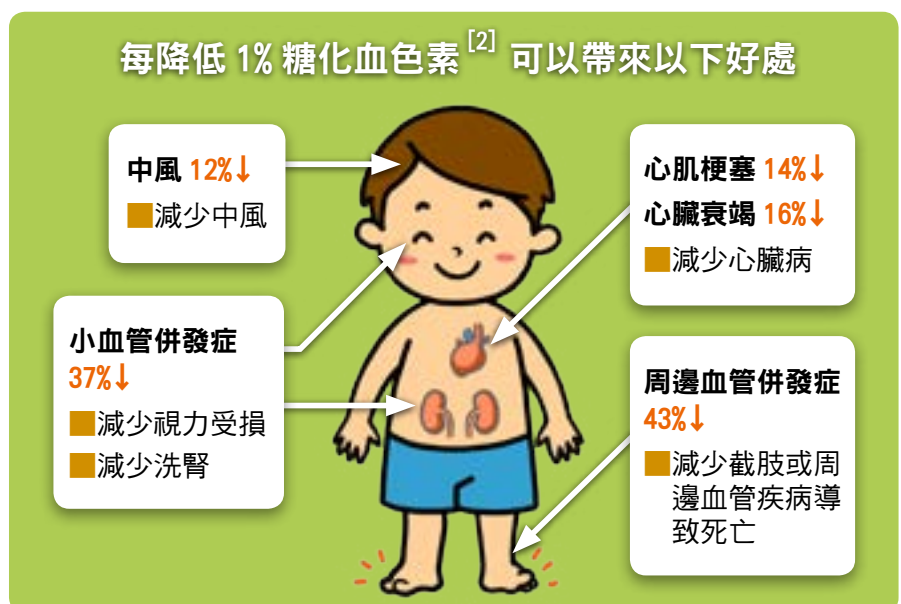 每降低 1% 糖化血色素[2] 可以帶來以下好處
中風 12%↓
■減少中風
小血管併發症
37%↓
■減少視力受損
■減少洗腎
心肌梗塞 14%↓
心臟衰竭 16%↓
■減少心臟病
周邊血管併發症
43%↓
■減少截肢或周
邊血管疾病導
致死亡